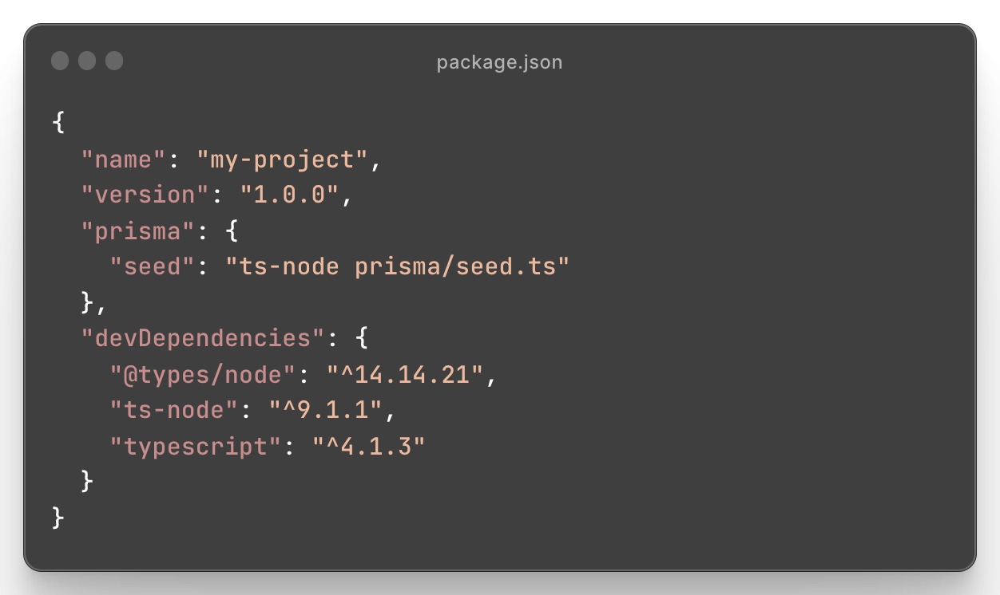 package.json
{
  "name": "my-project",
  "version": "1.0.0",
  "prisma": {
    "seed": "ts-node prisma/seed.ts"
  },
  "devDependencies": {
    "@types/node": "^14.14.21",
    "ts-node": "^9.1.1",
    "typescript": "^4.1.3"
  }
}